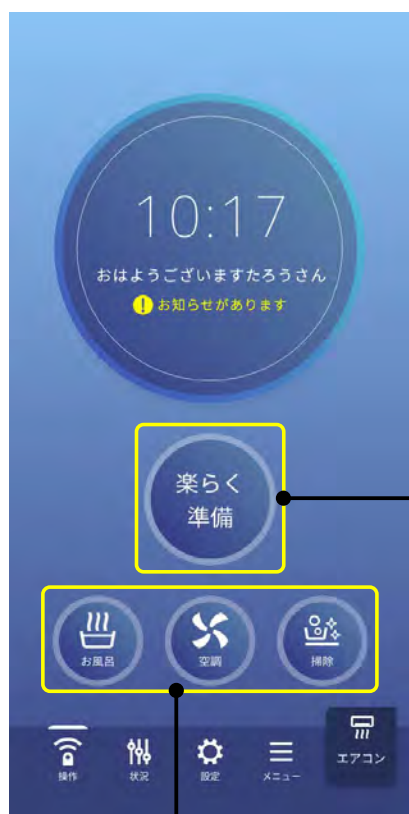 10:17
おはようございますたろうさん
! お知らせがあります
楽らく
準備
お風呂
空調
掃除
操作
状況
設定
メニュー
エアコン